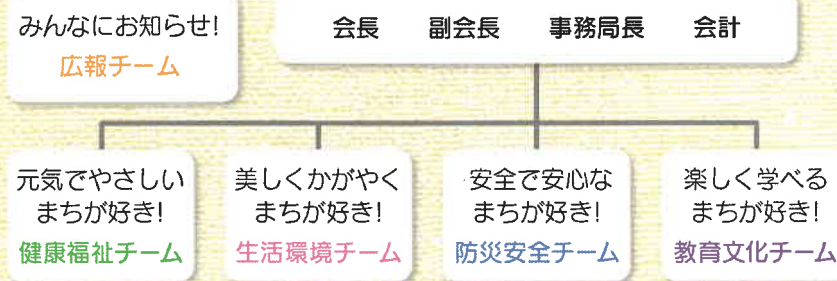 みんなにお知らせ!
広報チーム
会長 副会長 事務局長 会計
元気でやさしい
まちが好き!
健康福祉チーム
美しくかがやく
まちが好き!
生活環境チーム
安全で安心な
まちが好き!
防災安全チーム
楽しく学べる
まちが好き!
教育文化チーム